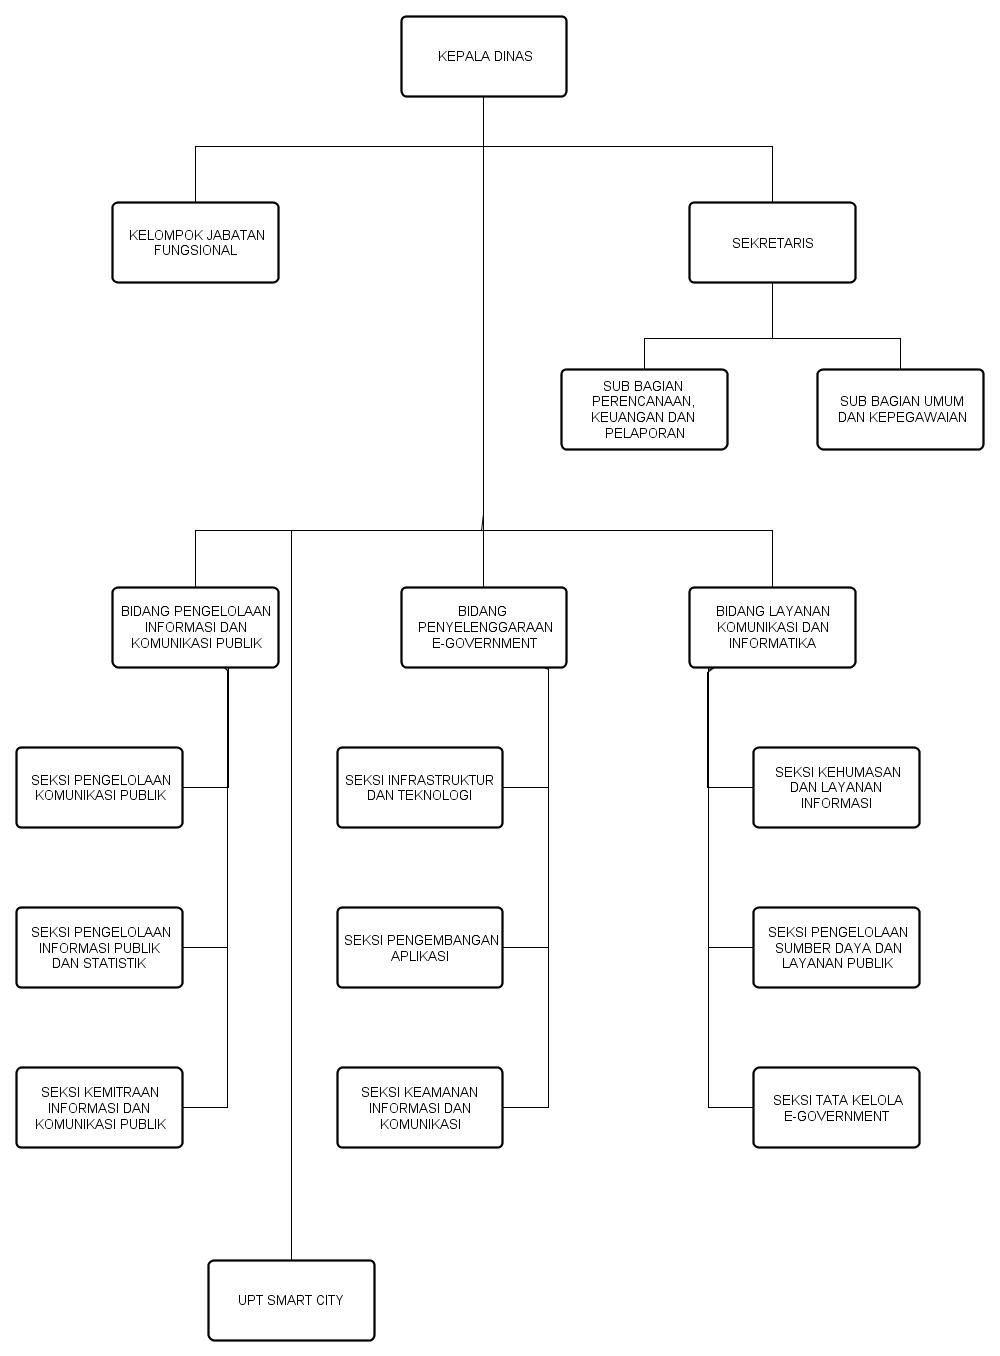 KEPALA DINAS
KELOMPOK JABATAN
FUNGSIONAL
SEKRETARIS
SUB BAGIAN
PERENCANAAN,
KEUANGAN DAN
PELAPORAN
SUB BAGIAN UMUM
DAN KEPEGAWAIAN
BIDANG PENGELOLAAN
INFORMASI DAN
KOMUNIKASI PUBLIK
BIDANG
PENYELENGGARAAN
E-GOVERNMENT
BIDANG LAYANAN
KOMUNIKASI DAN
INFORMATIKA
SEKSI PENGELOLAAN
KOMUNIKASI PUBLIK
SEKSI INFRASTRUKTUR
DAN TEKNOLOGI
SEKSI KEHUMASAN
DAN LAYANAN
INFORMASI
SEKSI PENGELOLAAN
INFORMASI PUBLIK
DAN STATISTIK
SEKSI PENGEMBANGAN
APLIKASI
SEKSI PENGELOLAAN
SUMBER DAYA DAN
LAYANAN PUBLIK
SEKSI KEMITRAAN
INFORMASI DAN
KOMUNIKASI PUBLIK
SEKSI KEAMANAN
INFORMASI DAN
KOMUNIKASI
SEKSI TATA KELOLA
E-GOVERNMENT
UPT SMART CITY